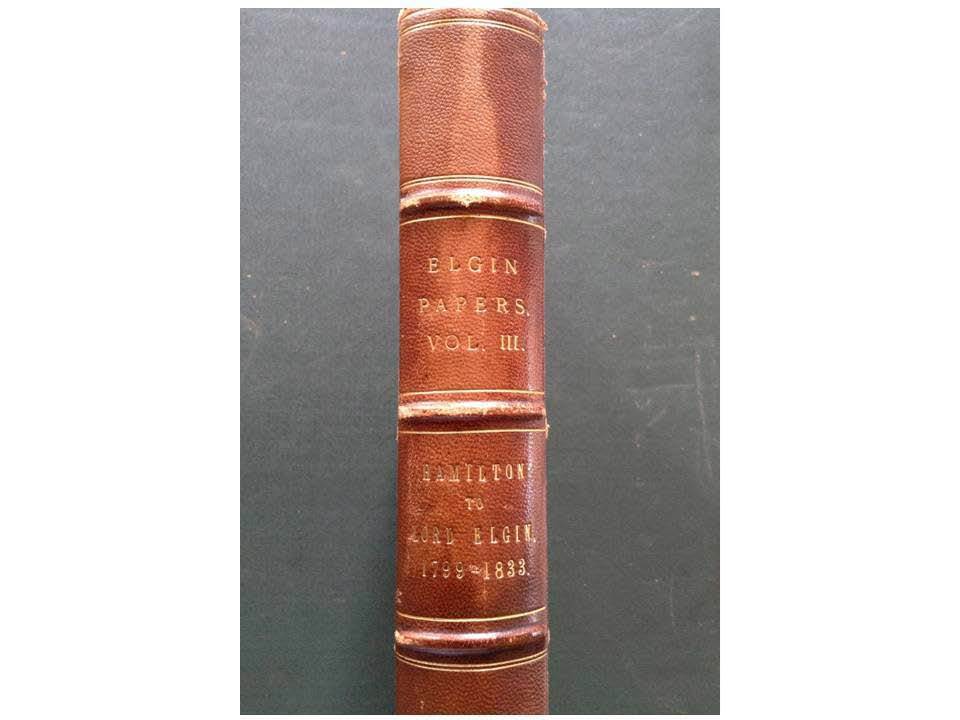 ELGIN
PAPERS.
VOL. III.
HAMILTON
TO
LORD ELGIN.
1799-1833.